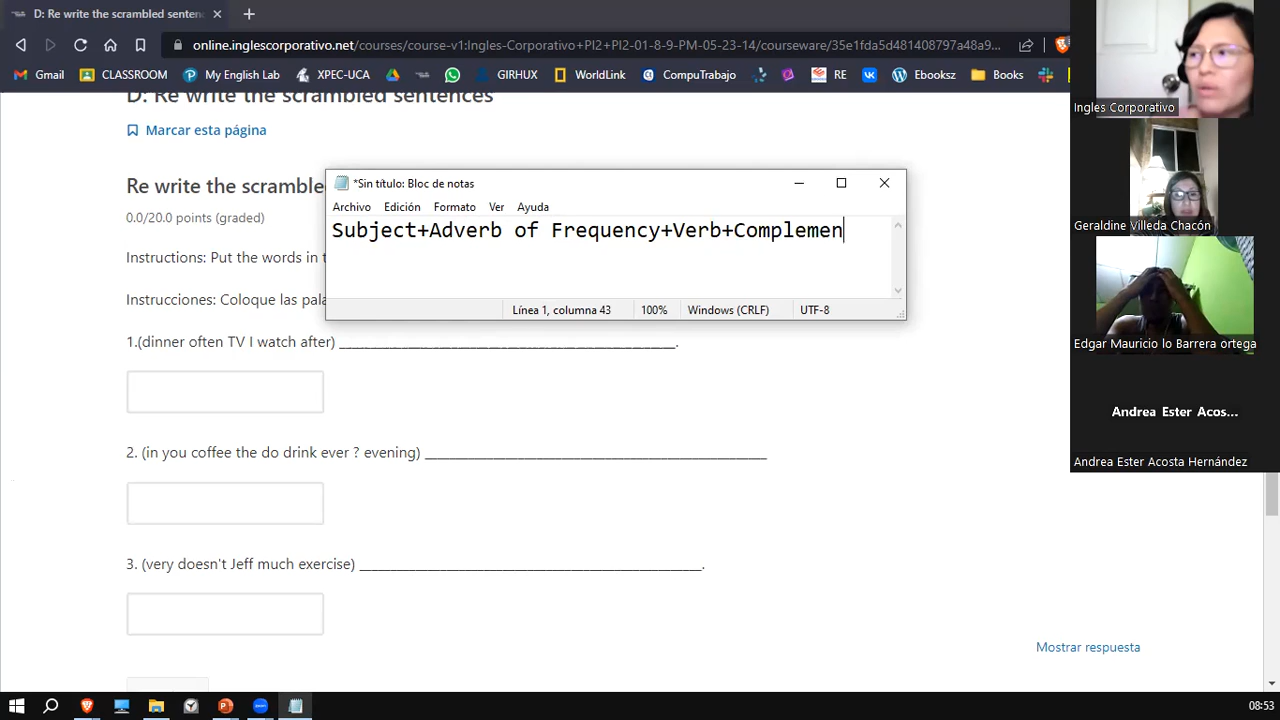 D: Re write the scrambled senten
online.inglescorporativo.net/courses/course-v1:Ingles-Corporativo+PI2+PI2-01-8-9-PM-05-23-14/courseware/35e1fda5d481408797a48a9...
Gmail CLASSROOM My English Lab XPEC-UCA GIRHUX WorldLink CompuTrabajo RE Ebooksz Books
D: Re write the scrambled sentences
Marcar esta página
Re write the scramble
0.0/20.0 points (graded)
Instructions: Put the words in t
Instrucciones: Coloque las pala
*Sin título: Bloc de notas
Archivo Edición Formato Ver Ayuda
Subject+Adverb of Frequency+Verb+Complemen
Línea 1, columna 43 100% Windows (CRLF) UTF-8
1.(dinner often TV I watch after) ________________________________________.
2. (in you coffee the do drink ever ? evening) ________________________________________
3. (very doesn't Jeff much exercise) ________________________________________.
Mostrar respuesta
Ingles Corporativo
Geraldine Villeda Chacón
Edgar Mauricio lo Barrera ortega
Andrea Ester Acos...
Andrea Ester Acosta Hernández
08:53